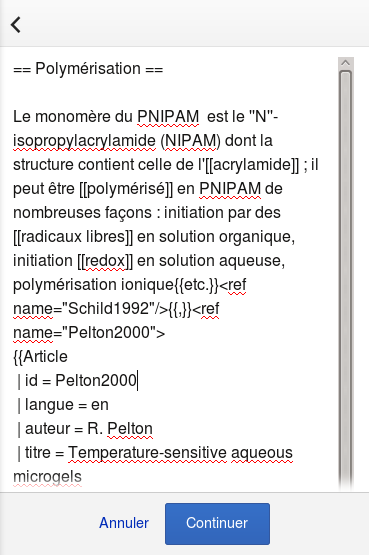 == Polymérisation ==
Le monomère du PNIPAM  est le ''N''-
isopropylacrylamide (NIPAM) dont la
structure contient celle de l'[[acrylamide]] ; il
peut être [[polymérisé]] en PNIPAM de
nombreuses façons : initiation par des
[[radicaux libres]] en solution organique,
initiation [[redox]] en solution aqueuse,
polymérisation ionique{{etc.}}<ref
name="Schild1992"/>{{,}}<ref
name="Pelton2000">
{{Article
 | id = Pelton2000
 | langue = en
 | auteur = R. Pelton
 | titre = Temperature-sensitive aqueous
microgels
Annuler
Continuer